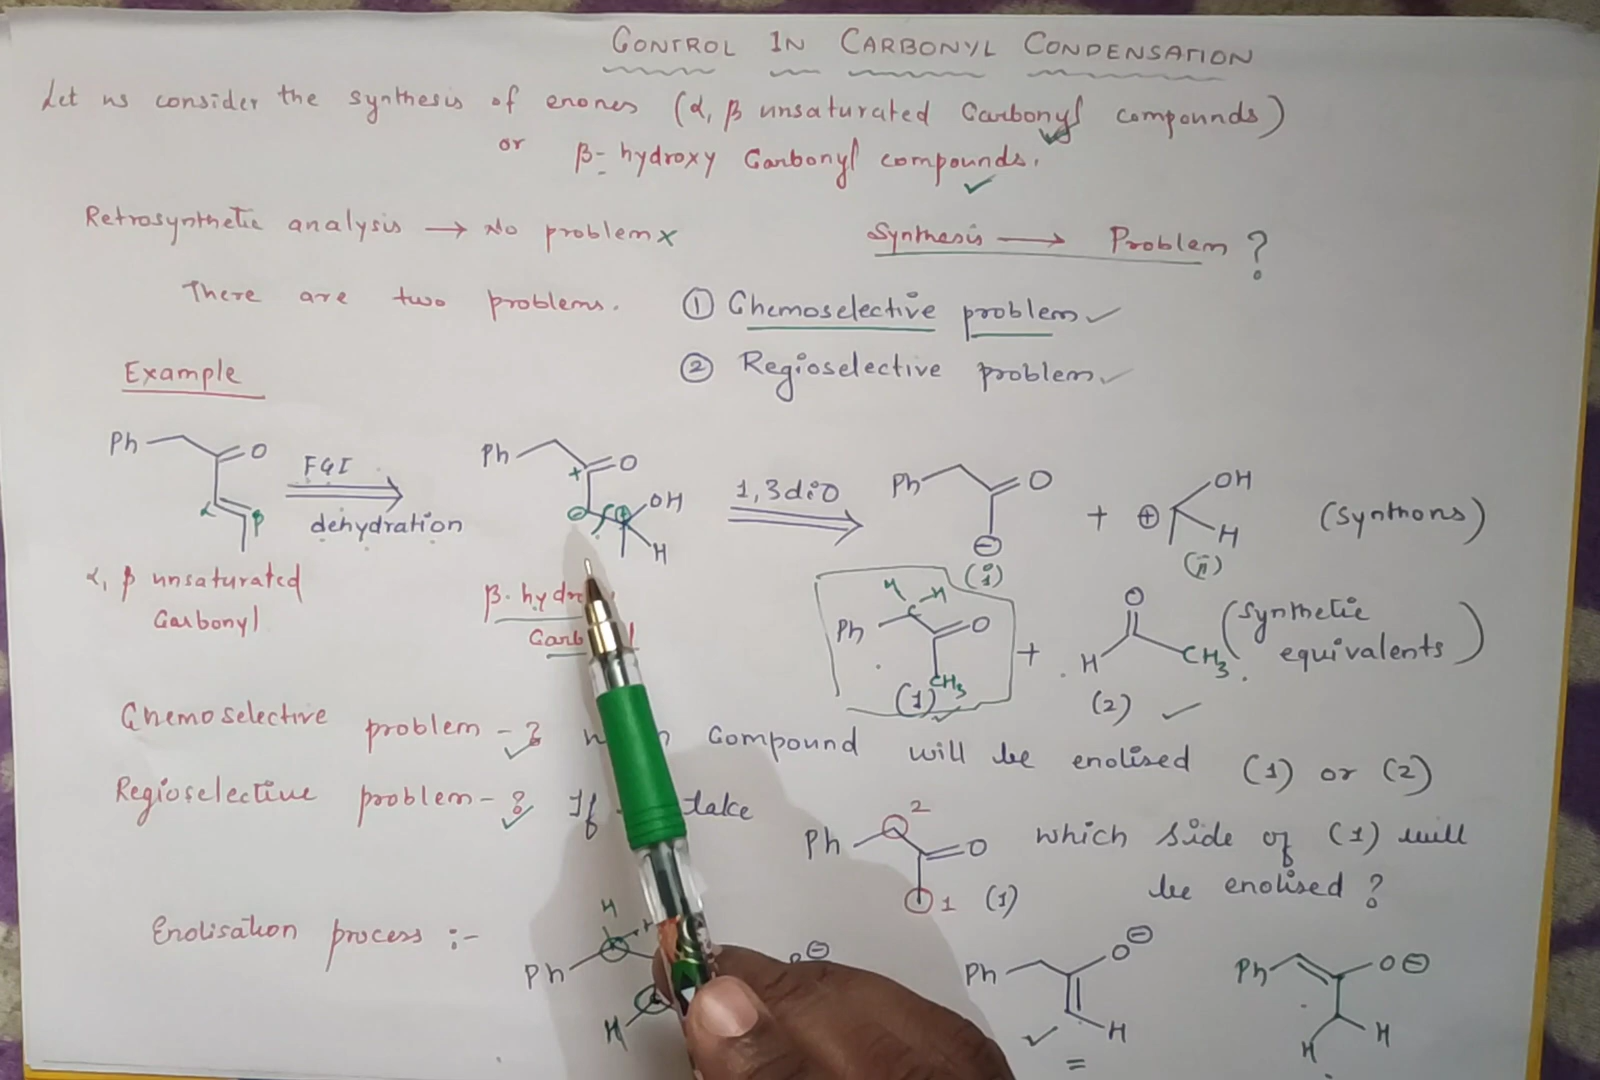 CONTROL IN CARBONYL CONDENSATION
Let us consider the synthesis of enones (α, β unsaturated Carbonyl compounds)
or β- hydroxy Carbonyl compounds.
Retrosynthetic analysis → No problem x Synthesis → Problem ?
There are two problems. ① Chemoselective problem ✓
② Regioselective problem ✓
Example
Ph O α β FGI dehydration Ph O + ⊖ ⊕ OH H 1,3 diO Ph O ⊖ (i) + ⊕ OH H (ii) (Synthons)
α, β unsaturated Carbonyl
Ph H H O CH₃ (1) + O H CH₃ (2) ✓ (Synthetic equivalents)
Chemoselective problem - compound will be enolised (1) or (2)
Regioselective problem - If take Ph 2 O 1 (1) which side of (1) will be enolised ?
Enolisation process :-
Ph H H ⊖ Ph O⊖ H ✓ = Ph O⊖ H H